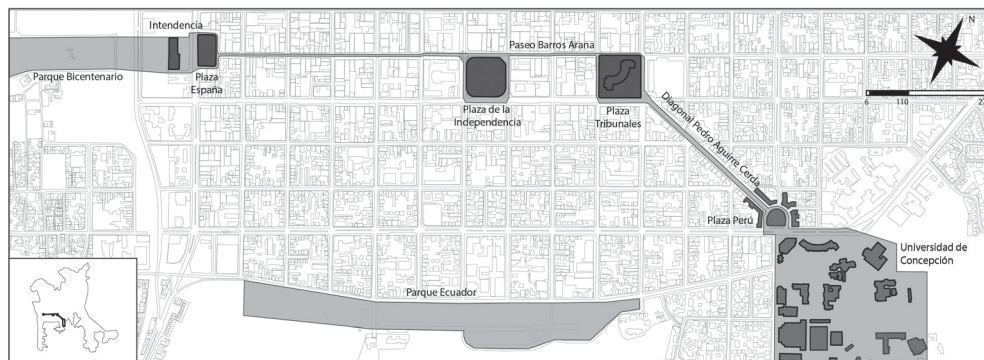 Intendencia
N
Paseo Barros Arana
Parque Bicentenario
Plaza
España
Plaza de la
Independencia
Plaza
Tribunales
Diagonal Pedro Aguirre Cerda
6 110
Plaza Perú
Universidad de
Concepción
Parque Ecuador